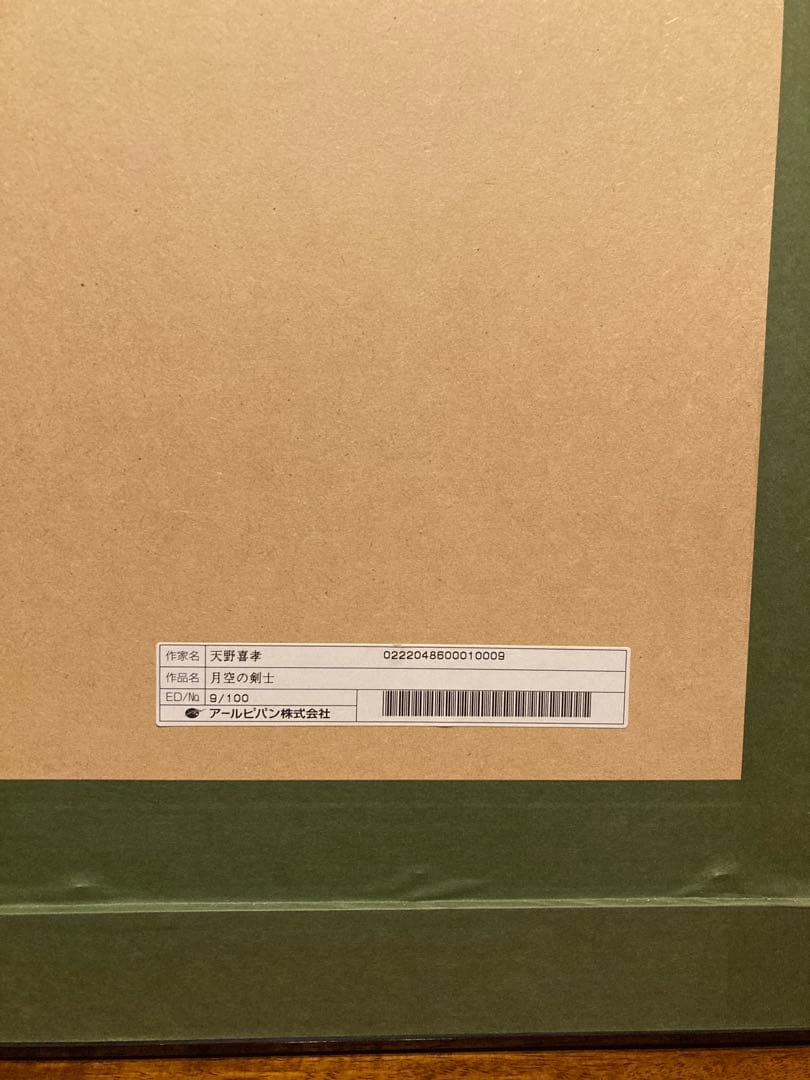 作家名 天野喜孝 0222048600010009
作品名 月空の剣士
ED/No. 9/100
アールビバン株式会社